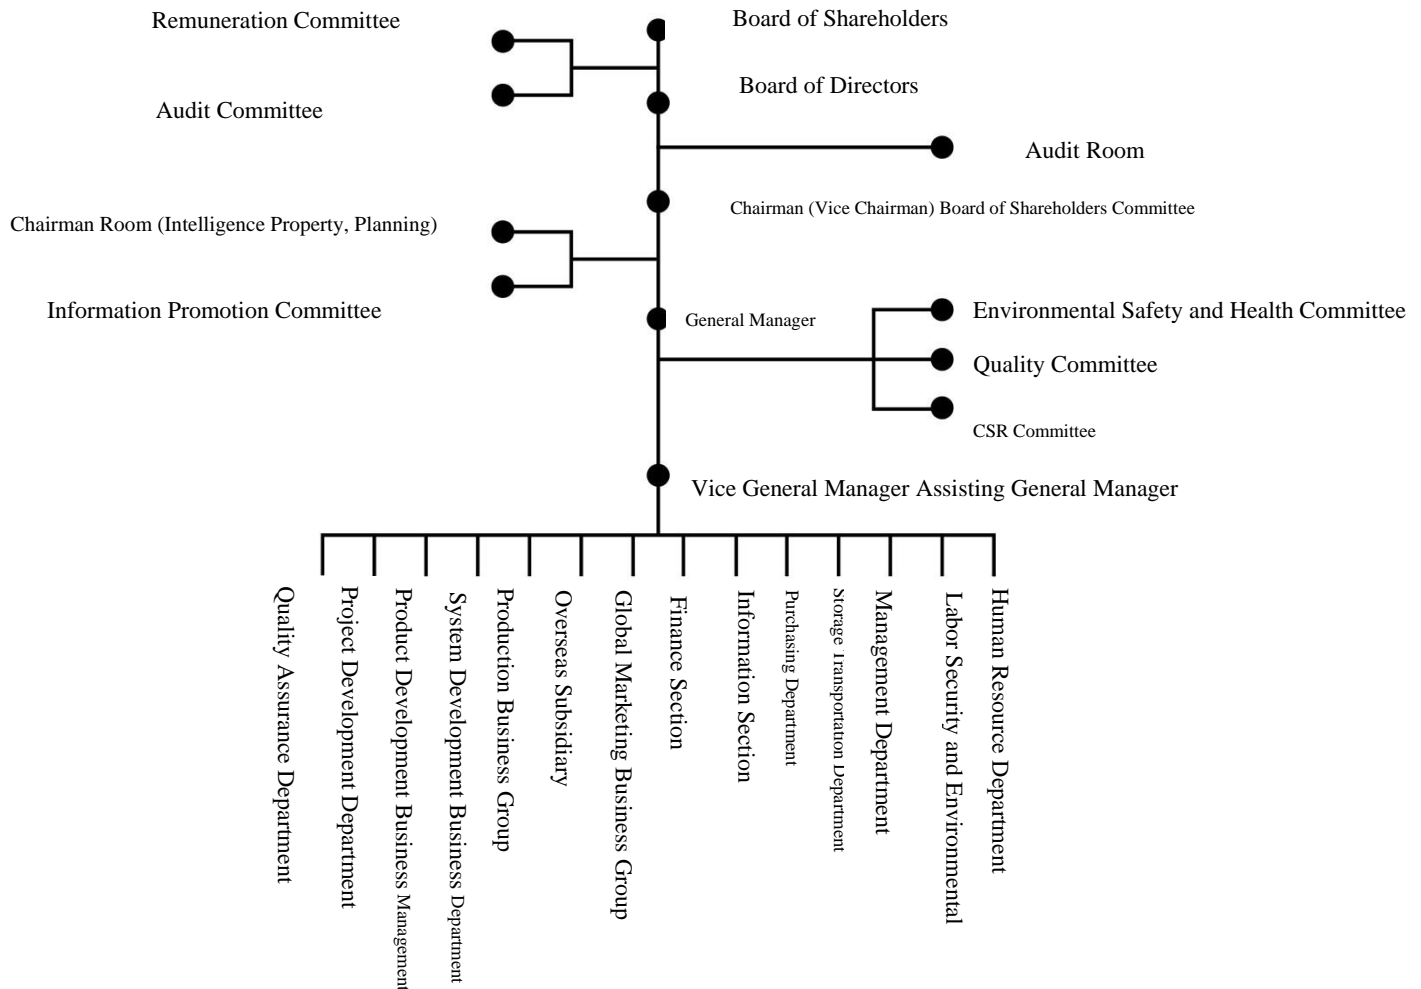 Remuneration Committee
Board of Shareholders
Board of Directors
Audit Committee
Audit Room
Chairman (Vice Chairman) Board of Shareholders Committee
Chairman Room (Intelligence Property, Planning)
Information Promotion Committee
General Manager
Environmental Safety and Health Committee
Quality Committee
CSR Committee
Vice General Manager Assisting General Manager
Quality Assurance Department
Project Development Department
Product Development Business Management
System Development Business Department
Production Business Group
Overseas Subsidiary
Global Marketing Business Group
Finance Section
Information Section
Purchasing Department
Storage Transportation Department
Management Department
Labor Security and Environmental
Human Resource Department